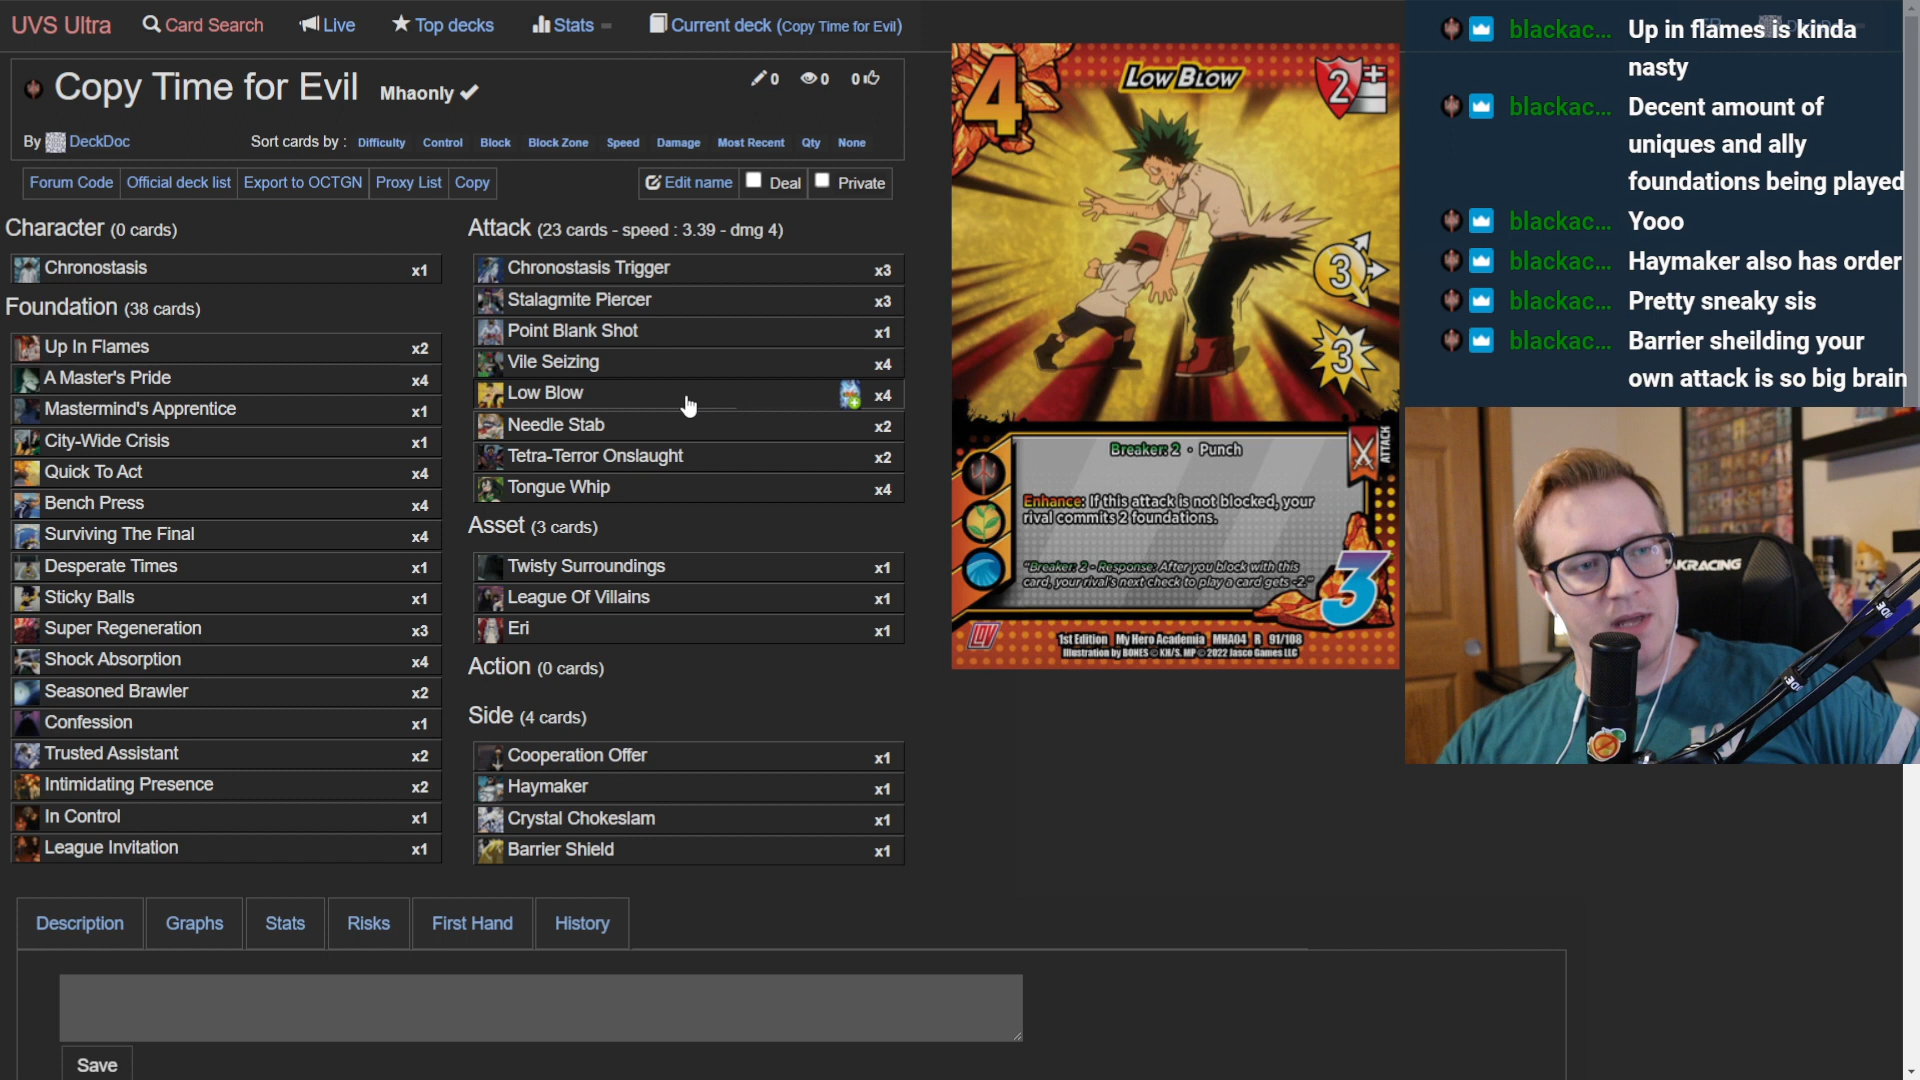 UVS Ultra
Card Search
Live
Top decks
Stats
Current deck (Copy Time for Evil)
Copy Time for Evil Mhaonly
0 0 0
By DeckDoc
Sort cards by : Difficulty Control Block Block Zone Speed Damage Most Recent Qty None
Forum Code Official deck list Export to OCTGN Proxy List Copy
Edit name Deal Private
Character (0 cards)
Chronostasis x1
Foundation (38 cards)
Up In Flames x2
A Master's Pride x4
Mastermind's Apprentice x1
City-Wide Crisis x1
Quick To Act x4
Bench Press x4
Surviving The Final x4
Desperate Times x1
Sticky Balls x1
Super Regeneration x3
Shock Absorption x4
Seasoned Brawler x2
Confession x1
Trusted Assistant x2
Intimidating Presence x2
In Control x1
League Invitation x1
Attack (23 cards - speed : 3.39 - dmg 4)
Chronostasis Trigger x3
Stalagmite Piercer x3
Point Blank Shot x1
Vile Seizing x4
Low Blow x4
Needle Stab x2
Tetra-Terror Onslaught x2
Tongue Whip x4
Asset (3 cards)
Twisty Surroundings x1
League Of Villains x1
Eri x1
Action (0 cards)
Side (4 cards)
Cooperation Offer x1
Haymaker x1
Crystal Chokeslam x1
Barrier Shield x1
Description Graphs Stats Risks First Hand History
Save
4
LOW BLOW
2+
3
3
ATTACK
Breaker: 2 • Punch
Enhance: If this attack is not blocked, your
rival commits 2 foundations.
"Breaker: 2 - Response: After you block with this
card, your rival's next check to play a card gets -2."
3
LOV
1st Edition My Hero Academia MHA04 R 91/108
Illustration by BONES © KH/S. MP © 2022 Jasco Games LLC
blackac... Up in flames is kinda
nasty
blackac... Decent amount of
uniques and ally
foundations being played
blackac... Yooo
blackac... Haymaker also has order
blackac... Pretty sneaky sis
blackac... Barrier sheilding your
own attack is so big brain
AKRACING
RODE
RODE